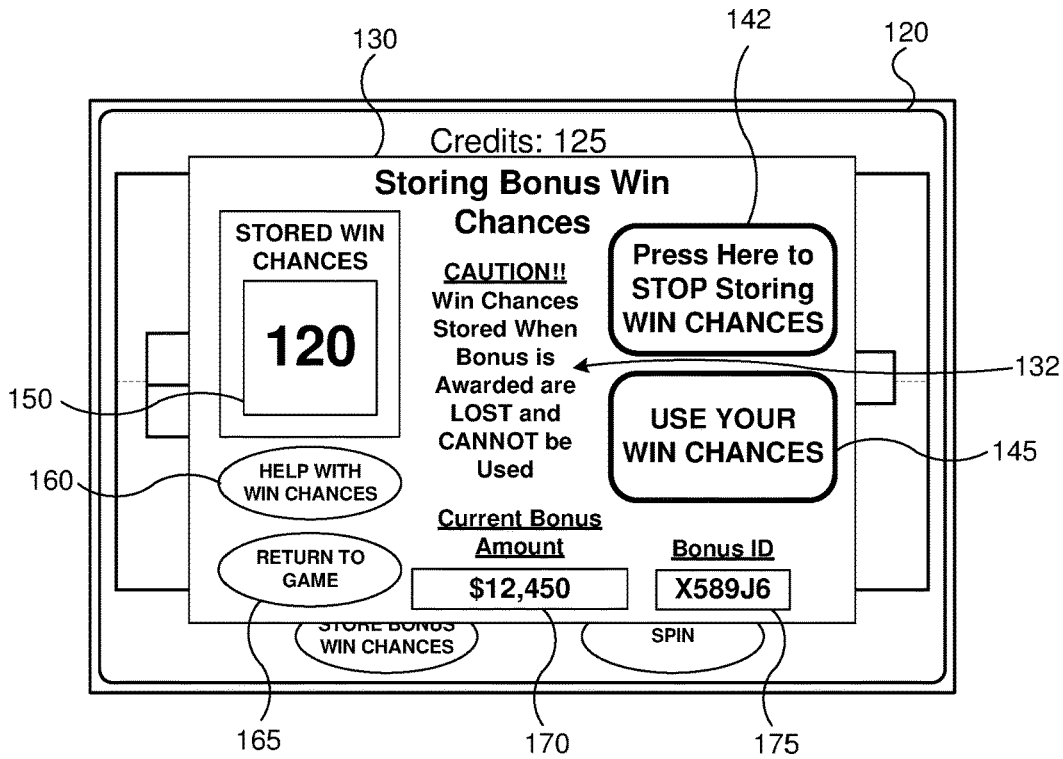 142
120
130
Credits: 125
Storing Bonus Win
Chances
STORED WIN
CHANCES
120
150
CAUTION!!
Win Chances
Stored When
Bonus is
Awarded are
LOST and
CANNOT be
Used
Press Here to
STOP Storing
WIN CHANCES
132
USE YOUR
WIN CHANCES
145
160
HELP WITH
WIN CHANCES
RETURN TO
GAME
Current Bonus
Amount
$12,450
Bonus ID
X589J6
STORE BONUS
WIN CHANCES
SPIN
165
170
175